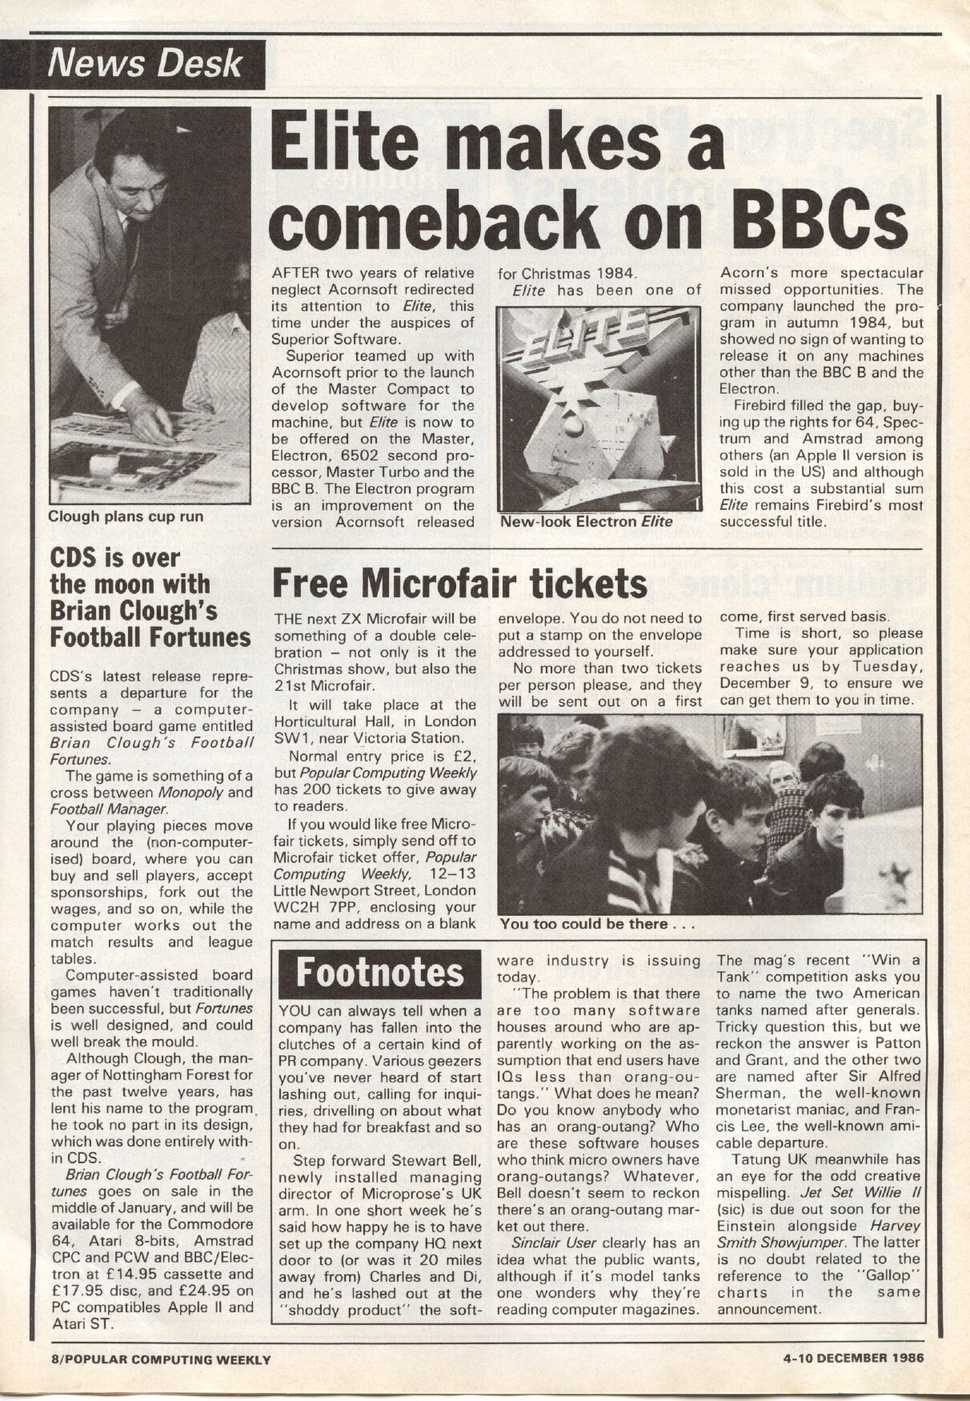 News Desk
Elite makes a
comeback on BBCs
Clough plans cup run
CDS is over
the moon with
Brian Clough's
Football Fortunes
CDS's latest release repre-
sents a departure for the
company – a computer-
assisted board game entitled
Brian Clough's Football
Fortunes.
The game is something of a
cross between Monopoly and
Football Manager.
Your playing pieces move
around the (non-computer-
ised) board, where you can
buy and sell players, accept
sponsorships, fork out the
wages, and so on, while the
computer works out the
match results and league
tables.
Computer-assisted board
games haven't traditionally
been successful, but Fortunes
is well designed, and could
well break the mould.
Although Clough, the man-
ager of Nottingham Forest for
the past twelve years, has
lent his name to the program,
he took no part in its design,
which was done entirely with-
in CDS.
Brian Clough's Football For-
tunes goes on sale in the
middle of January, and will be
available for the Commodore
64, Atari 8-bits, Amstrad
CPC and PCW and BBC/Elec-
tron at £14.95 cassette and
£17.95 disc, and £24.95 on
PC compatibles Apple II and
Atari ST.
AFTER two years of relative
neglect Acornsoft redirected
its attention to Elite, this
time under the auspices of
Superior Software.
Superior teamed up with
Acornsoft prior to the launch
of the Master Compact to
develop software for the
machine, but Elite is now to
be offered on the Master,
Electron, 6502 second pro-
cessor, Master Turbo and the
BBC B. The Electron program
is an improvement on the
version Acornsoft released
for Christmas 1984.
Elite has been one of
ELITE
New-look Electron Elite
Acorn's more spectacular
missed opportunities. The
company launched the pro-
gram in autumn 1984, but
showed no sign of wanting to
release it on any machines
other than the BBC B and the
Electron.
Firebird filled the gap, buy-
ing up the rights for 64, Spec-
trum and Amstrad among
others (an Apple II version is
sold in the US) and although
this cost a substantial sum
Elite remains Firebird's most
successful title.
Free Microfair tickets
THE next ZX Microfair will be
something of a double cele-
bration – not only is it the
Christmas show, but also the
21st Microfair.
It will take place at the
Horticultural Hall, in London
SW1, near Victoria Station.
Normal entry price is £2,
but Popular Computing Weekly
has 200 tickets to give away
to readers.
If you would like free Micro-
fair tickets, simply send off to
Microfair ticket offer, Popular
Computing Weekly, 12–13
Little Newport Street, London
WC2H 7PP, enclosing your
name and address on a blank
envelope. You do not need to
put a stamp on the envelope
addressed to yourself.
No more than two tickets
per person please, and they
will be sent out on a first
come, first served basis.
Time is short, so please
make sure your application
reaches us by Tuesday,
December 9, to ensure we
can get them to you in time.
You too could be there . . .
Footnotes
YOU can always tell when a
company has fallen into the
clutches of a certain kind of
PR company. Various geezers
you've never heard of start
lashing out, calling for inqui-
ries, drivelling on about what
they had for breakfast and so
on.
Step forward Stewart Bell,
newly installed managing
director of Microprose's UK
arm. In one short week he's
said how happy he is to have
set up the company HQ next
door to (or was it 20 miles
away from) Charles and Di,
and he's lashed out at the
"shoddy product" the soft-
ware industry is issuing
today.
"The problem is that there
are too many software
houses around who are ap-
parently working on the as-
sumption that end users have
IQs less than orang-ou-
tangs." What does he mean?
Do you know anybody who
has an orang-outang? Who
are these software houses
who think micro owners have
orang-outangs? Whatever,
Bell doesn't seem to reckon
there's an orang-outang mar-
ket out there.
Sinclair User clearly has an
idea what the public wants,
although if it's model tanks
one wonders why they're
reading computer magazines.
The mag's recent "Win a
Tank" competition asks you
to name the two American
tanks named after generals.
Tricky question this, but we
reckon the answer is Patton
and Grant, and the other two
are named after Sir Alfred
Sherman, the well-known
monetarist maniac, and Fran-
cis Lee, the well-known ami-
cable departure.
Tatung UK meanwhile has
an eye for the odd creative
mispelling. Jet Set Willie II
(sic) is due out soon for the
Einstein alongside Harvey
Smith Showjumper. The latter
is no doubt related to the
reference to the "Gallop"
charts in the same
announcement.
8/POPULAR COMPUTING WEEKLY
4-10 DECEMBER 1986